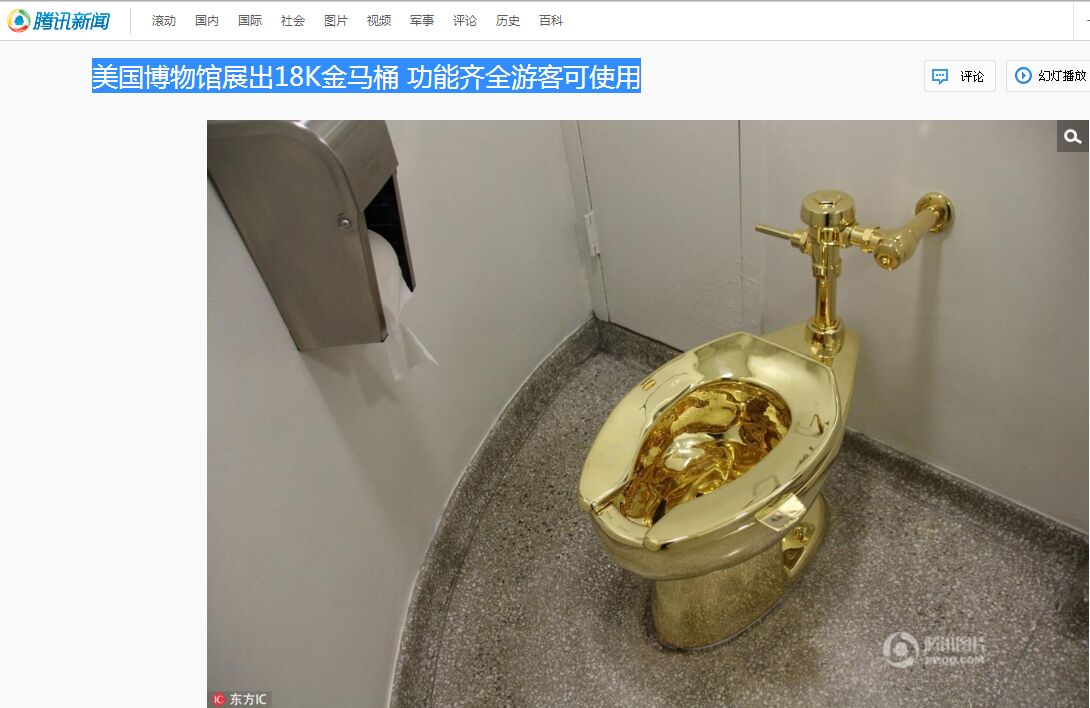 腾讯新闻 滚动 国内 国际 社会 图片 视频 军事 评论 历史 百科
美国博物馆展出18K金马桶 功能齐全游客可使用
评论 幻灯播放
腾讯图片
pp.qq.com
IC 东方IC